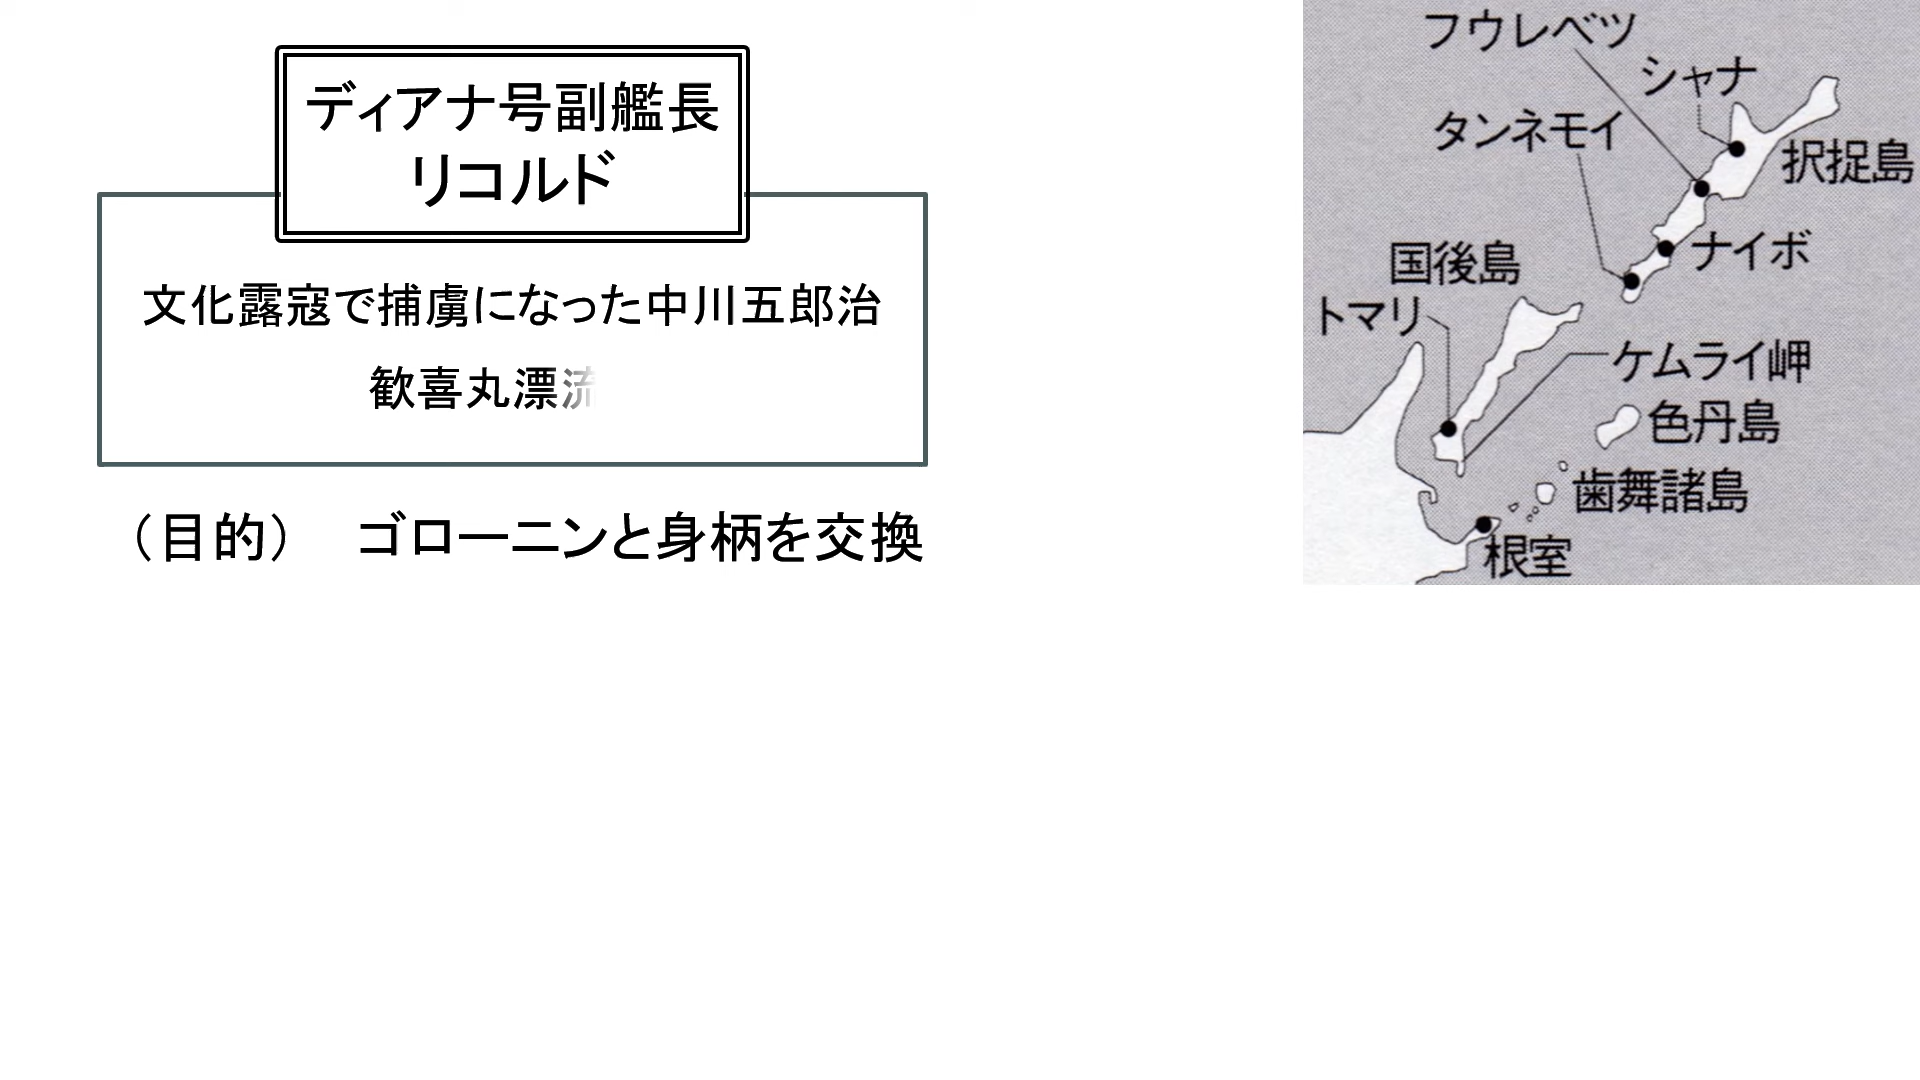 ディアナ号副艦長
リコルド
文化露寇で捕虜になった中川五郎治
歓喜丸漂流
（目的）　ゴローニンと身柄を交換
フウレベツ
シャナ
タンネモイ
択捉島
ナイボ
国後島
トマリ
ケムライ岬
色丹島
歯舞諸島
根室